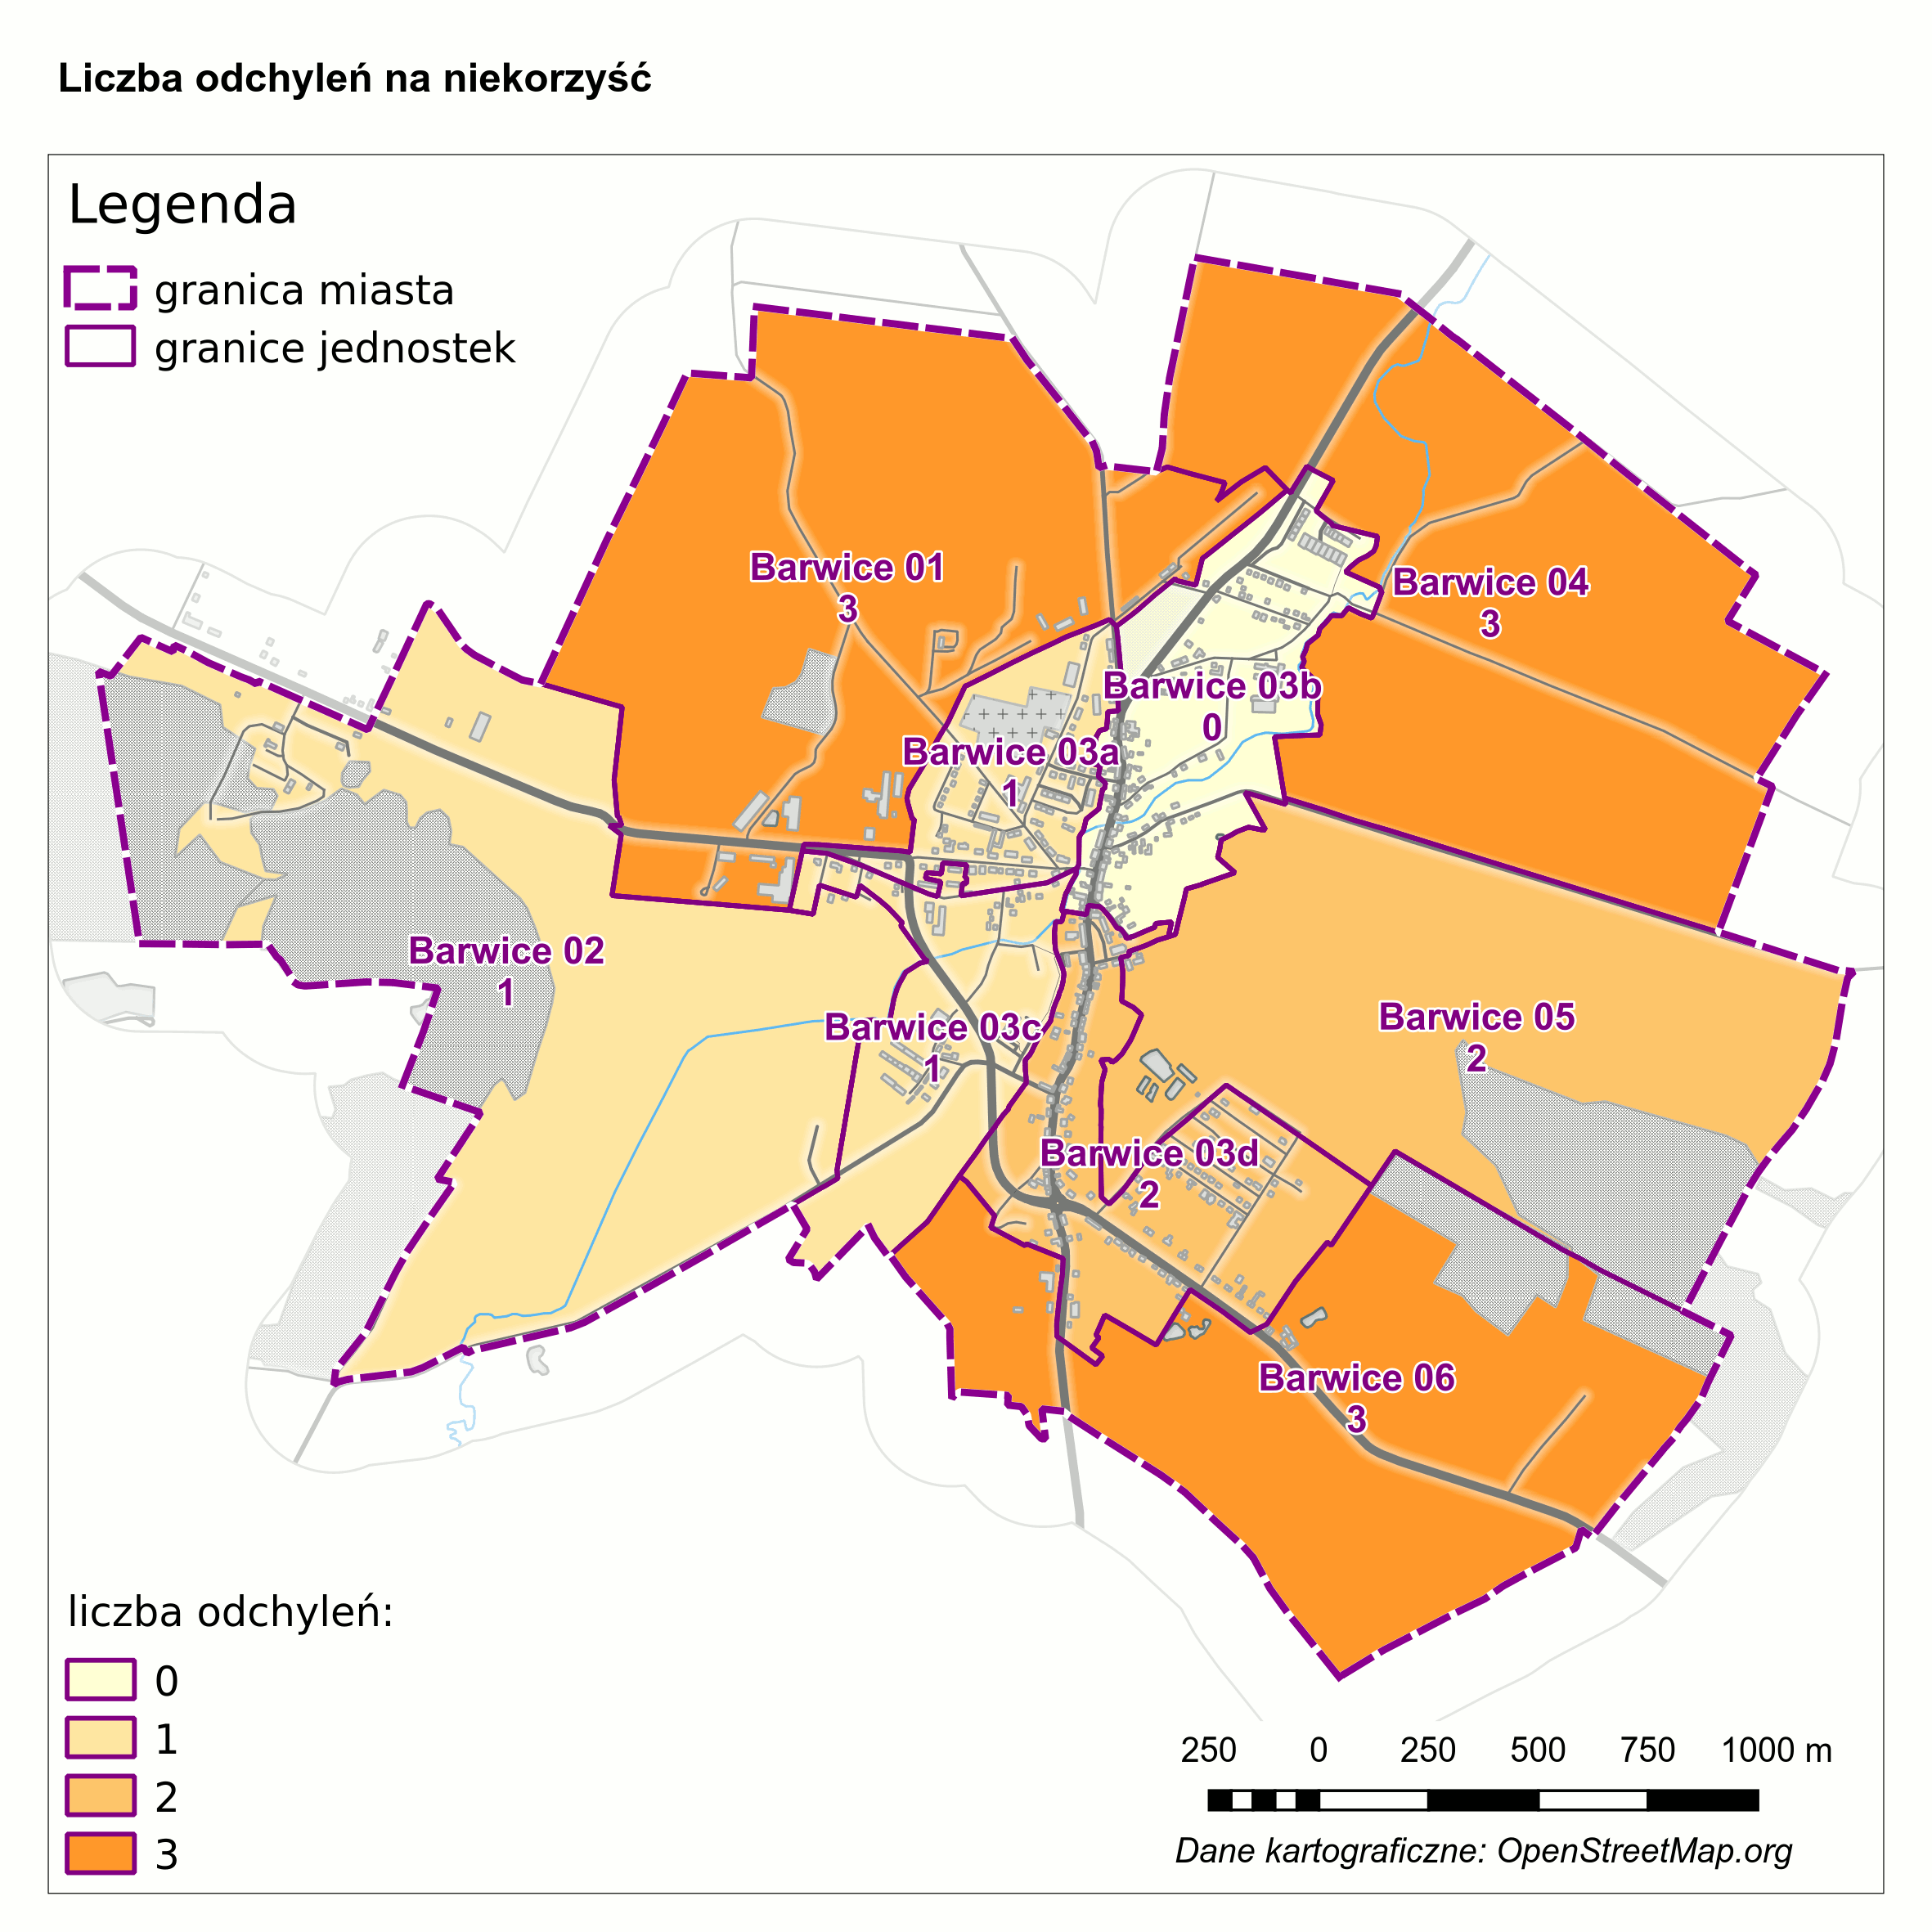 Liczba odchyleń na niekorzyść
Legenda
granica miasta
granice jednostek
Barwice 01
3
Barwice 04
3
Barwice 03b
0
Barwice 03a
1
Barwice 02
1
Barwice 05
2
Barwice 03c
1
Barwice 03d
2
Barwice 06
3
liczba odchyleń:
0
1
2
3
250 0 250 500 750 1000 m
Dane kartograficzne: OpenStreetMap.org